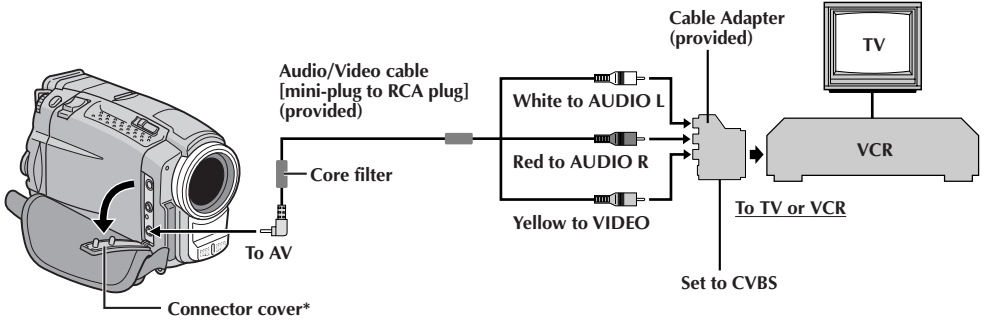 Cable Adapter
(provided)
TV
Audio/Video cable
[mini-plug to RCA plug]
(provided)
White to AUDIO L
Core filter
Red to AUDIO R
VCR
Yellow to VIDEO
To TV or VCR
To AV
Set to CVBS
Connector cover*